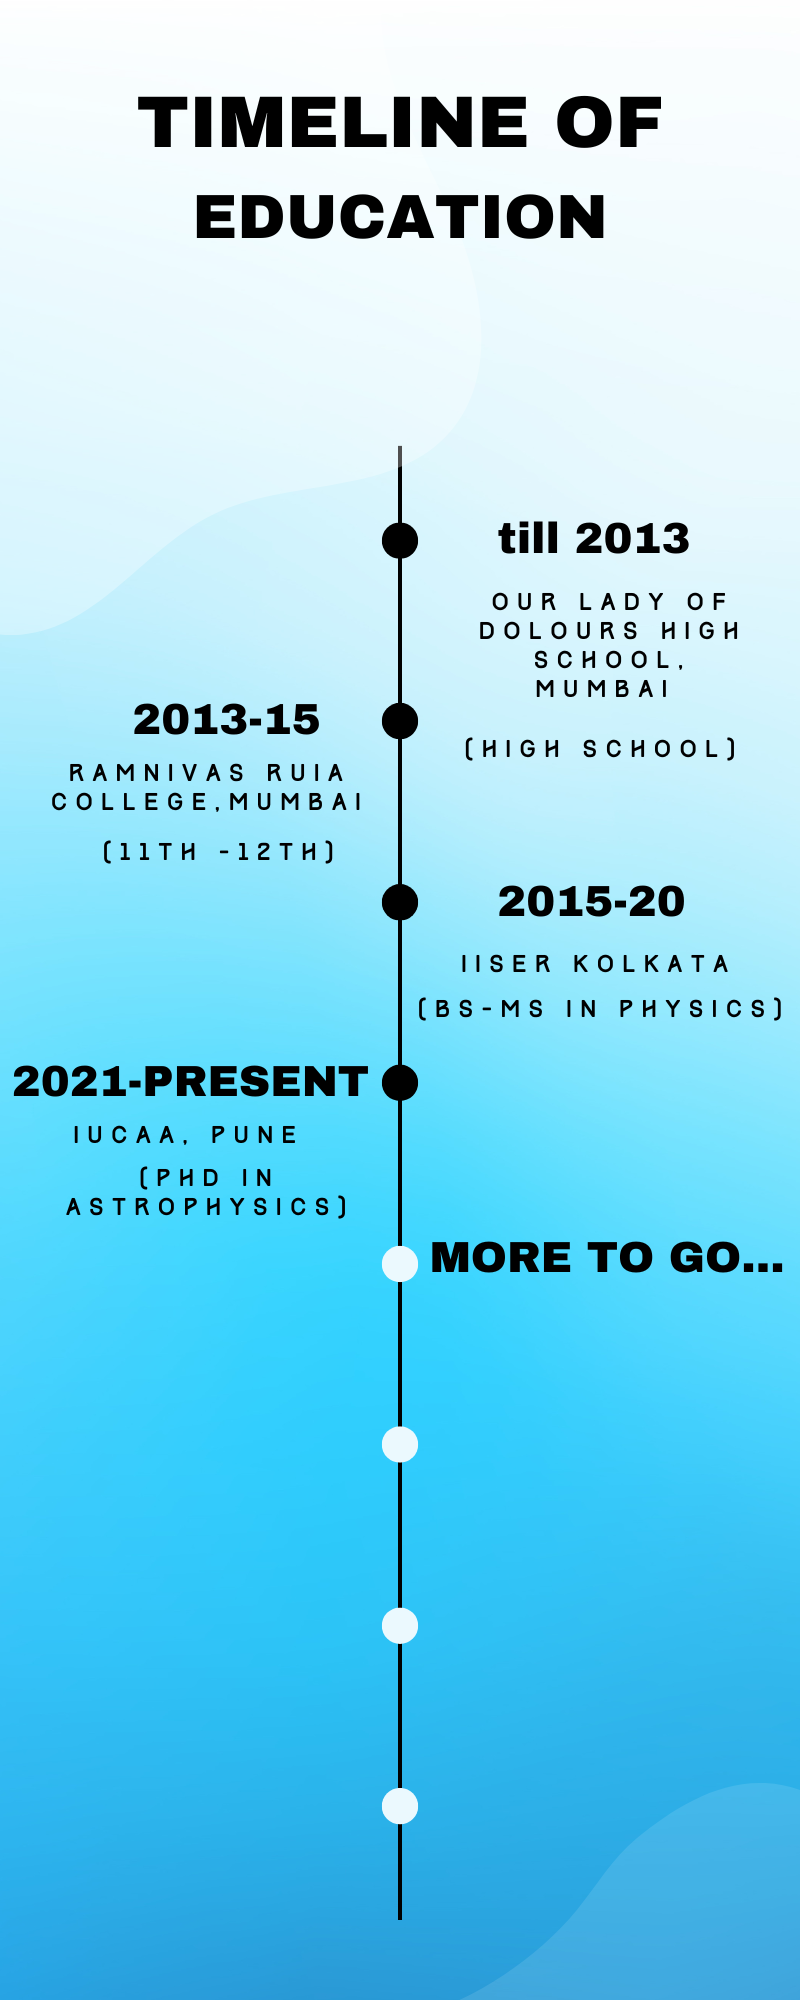 TIMELINE OF
EDUCATION
till 2013
OUR LADY OF
DOLOURS HIGH
SCHOOL,
MUMBAI
(HIGH SCHOOL)
2013-15
RAMNIVAS RUIA
COLLEGE,MUMBAI
(11TH -12TH)
2015-20
IISER KOLKATA
(BS-MS IN PHYSICS)
2021-PRESENT
IUCAA, PUNE
(PHD IN
ASTROPHYSICS)
MORE TO GO...